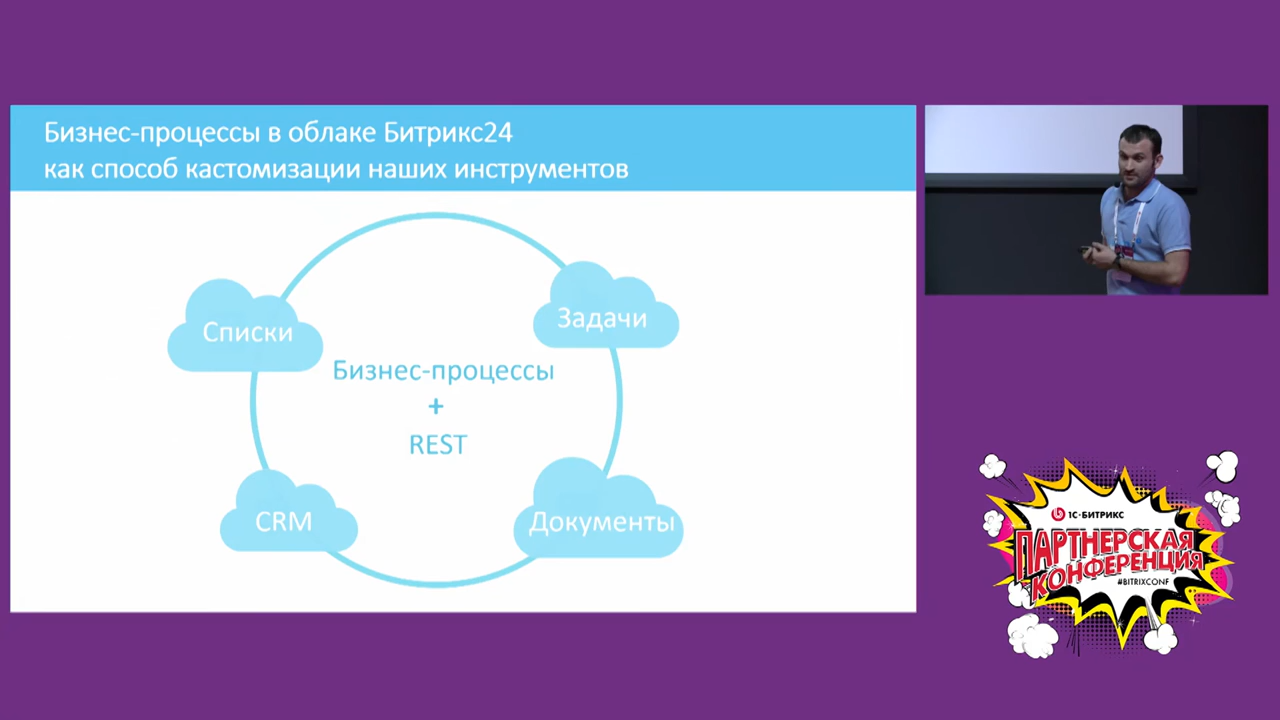 Бизнес-процессы в облаке Битрикс24
как способ кастомизации наших инструментов
Списки
Задачи
Бизнес-процессы
+
REST
CRM
Документы
1С-БИТРИКС
ПАРТНЕРСКАЯ
КОНФЕРЕНЦИЯ
#BITRIXCONF